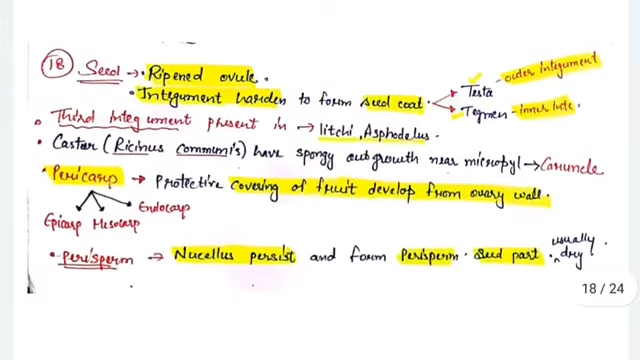 18 Seed → • Ripened ovule.
• Integument harden to form seed coat. Testa - outer integument
Tegmen - inner inte.
Third integument present in → litchi, Asphodelus.
• Castor (Ricinus communis) have spongy outgrowth near micropyl → Caruncle
• Pericarp → Protective covering of fruit develop from ovary wall.
Epicarp Mesocarp Endocarp
• perisperm → Nucellus persist and form Perisperm. Seed part. usually dry.
18 / 24